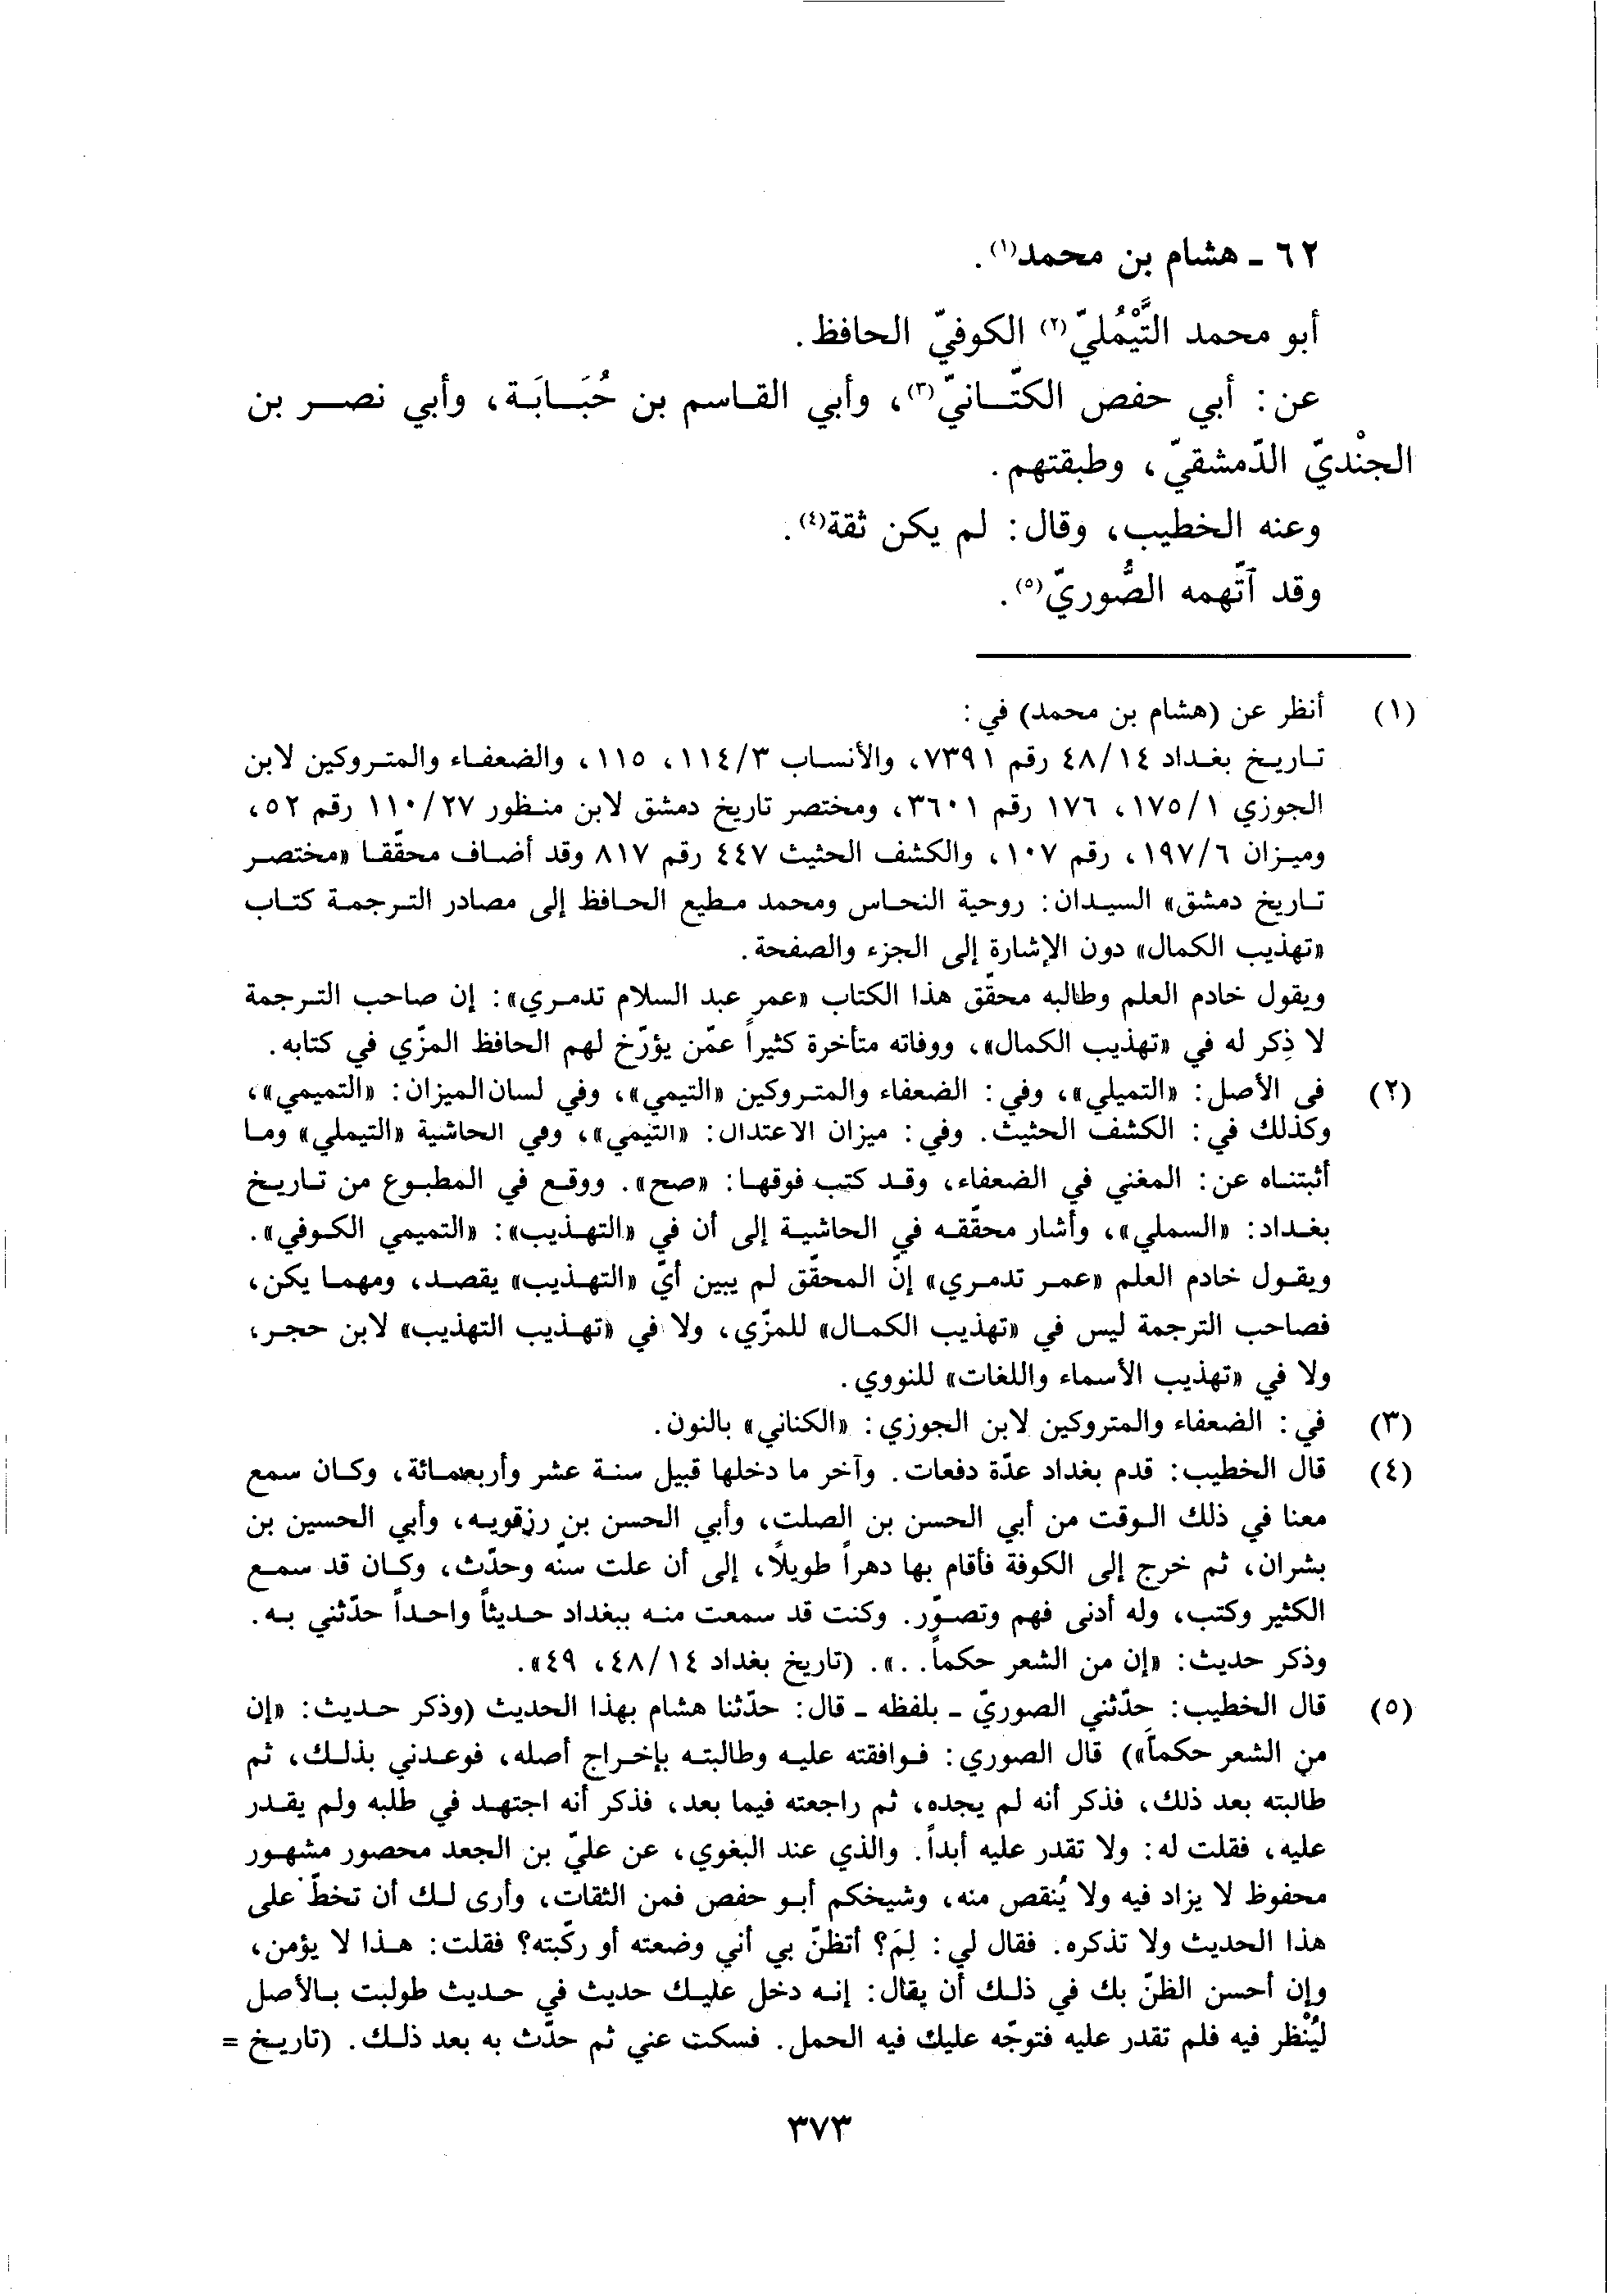 ٦٢ ـ هشام بن محمد(١).
أبو محمد التَّيْمُليّ(٢) الكوفيّ الحافظ.
عن: أبي حفص الكتّانيّ(٣)، وأبي القاسم بن حُبَابَة، وأبي نصر بن
الجنْديّ الدّمشقيّ، وطبقتهم.
وعنه الخطيب، وقال: لم يكن ثقة(٤).
وقد آتّهمه الصُّوريّ(٥).
(١) أنظر عن (هشام بن محمد) في:
تاريخ بغداد ٤٨/١٤ رقم ٧٣٩١، والأنساب ١١٤/٣، ١١٥، والضعفاء والمتروكين لابن
الجوزي ١٧٥/١، ١٧٦ رقم ٣٦٠١، ومختصر تاريخ دمشق لابن منظور ١١٠/٢٧ رقم ٥٢،
وميزان ١٩٧/٦، رقم ١٠٧، والكشف الحثيث ٤٤٧ رقم ٨١٧ وقد أضاف محقّقا «مختصر
تاريخ دمشق» السيدان: روحية النحاس ومحمد مطيع الحافظ إلى مصادر الترجمة كتاب
«تهذيب الكمال» دون الإشارة إلى الجزء والصفحة.
ويقول خادم العلم وطالبه محقّق هذا الكتاب «عمر عبد السلام تدمري»: إن صاحب الترجمة
لا ذِكر له في «تهذيب الكمال»، ووفاته متأخرة كثيراً عمّن يؤرّخ لهم الحافظ المزّي في كتابه.
(٢) في الأصل: «التميلي»، وفي: الضعفاء والمتروكين «التيمي»، وفي لسان الميزان: «التميمي»،
وكذلك في: الكشف الحثيث. وفي: ميزان الاعتدال: «التيمي»، وفي الحاشية «التيملي» وما
أثبتناه عن: المغني في الضعفاء، وقد كتب فوقها: «صح». ووقع في المطبوع من تاريخ
بغداد: «السملي»، وأشار محقّقه في الحاشية إلى أن في «التهذيب»: «التميمي الكوفي».
ويقول خادم العلم «عمر تدمري» إنّ المحقّق لم يبين أيّ «التهذيب» يقصد، ومهما يكن،
فصاحب الترجمة ليس في «تهذيب الكمال» للمزّي، ولا في «تهذيب التهذيب» لابن حجر،
ولا في «تهذيب الأسماء واللغات» للنووي.
(٣) في: الضعفاء والمتروكين لابن الجوزي: «الكناني» بالنون.
(٤) قال الخطيب: قدم بغداد عدّة دفعات. وآخر ما دخلها قبيل سنة عشر وأربعمائة، وكان سمع
معنا في ذلك الوقت من أبي الحسن بن الصلت، وأبي الحسن بن رزقويه، وأبي الحسين بن
بشران، ثم خرج إلى الكوفة فأقام بها دهراً طويلًا، إلى أن علت سنّه وحدّث، وكان قد سمع
الكثير وكتب، وله أدنى فهم وتصوّر. وكنت قد سمعت منه ببغداد حديثاً واحداً حدّثني به.
وذكر حديث: «إن من الشعر حكماً..». (تاريخ بغداد ٤٨/١٤، ٤٩».
(٥) قال الخطيب: حدّثني الصوريّ ـ بلفظه ـ قال: حدّثنا هشام بهذا الحديث (وذكر حديث: «إن
من الشعر حكماً») قال الصوري: فوافقته عليه وطالبته بإخراج أصله، فوعدني بذلك، ثم
طالبته بعد ذلك، فذكر أنه لم يجده، ثم راجعته فيما بعد، فذكر أنه اجتهد في طلبه ولم يقدر
عليه، فقلت له: ولا تقدر عليه أبداً. والذي عند البغوي، عن عليّ بن الجعد محصور مشهور
محفوظ لا يزاد فيه ولا يُنقص منه، وشيخكم أبو حفص فمن الثقات، وأرى لك أن تخطّ على
هذا الحديث ولا تذكره. فقال لي: لِمَ؟ أتظنّ بي أني وضعته أو ركّبته؟ فقلت: هذا لا يؤمن،
وإن أحسن الظنّ بك في ذلك أن يقال: إنه دخل عليك حديث في حديث طولبت بالأصل
ليُنْظر فيه فلم تقدر عليه فتوجّه عليك فيه الحمل. فسكت عني ثم حدّث به بعد ذلك. (تاريخ =
٣٧٣